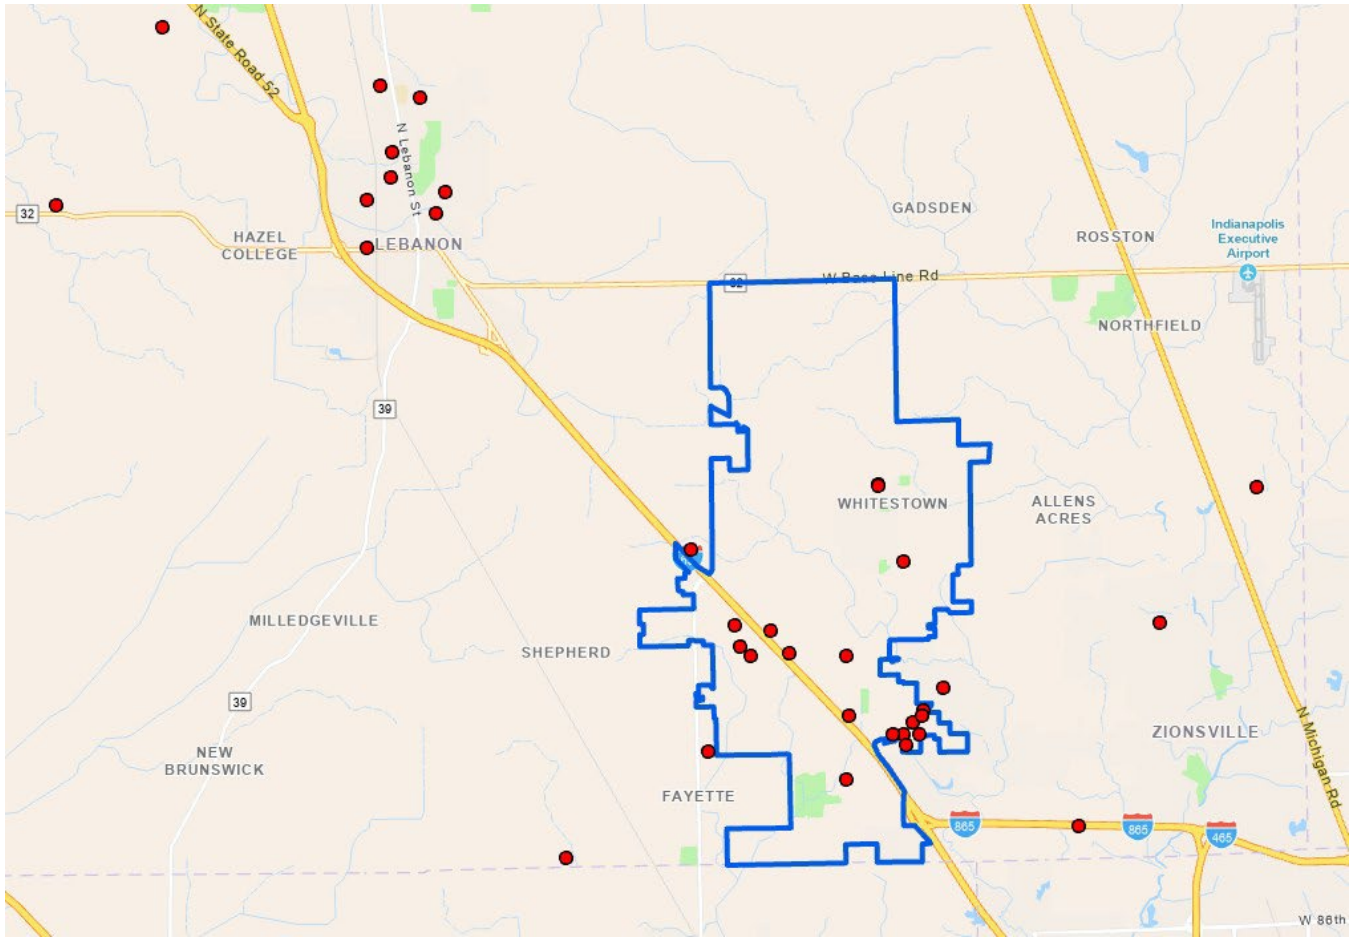 N State Road 52
N Lebanon St
32
GADSDEN
HAZEL
COLLEGE
LEBANON
ROSSTON
Indianapolis
Executive
Airport
32
W Base Line Rd
NORTHFIELD
39
WHITESTOWN
ALLENS
ACRES
MILLEDGEVILLE
SHEPHERD
39
NEW
BRUNSWICK
ZIONSVILLE
N Michigan Rd
FAYETTE
865
865
465
W 86th